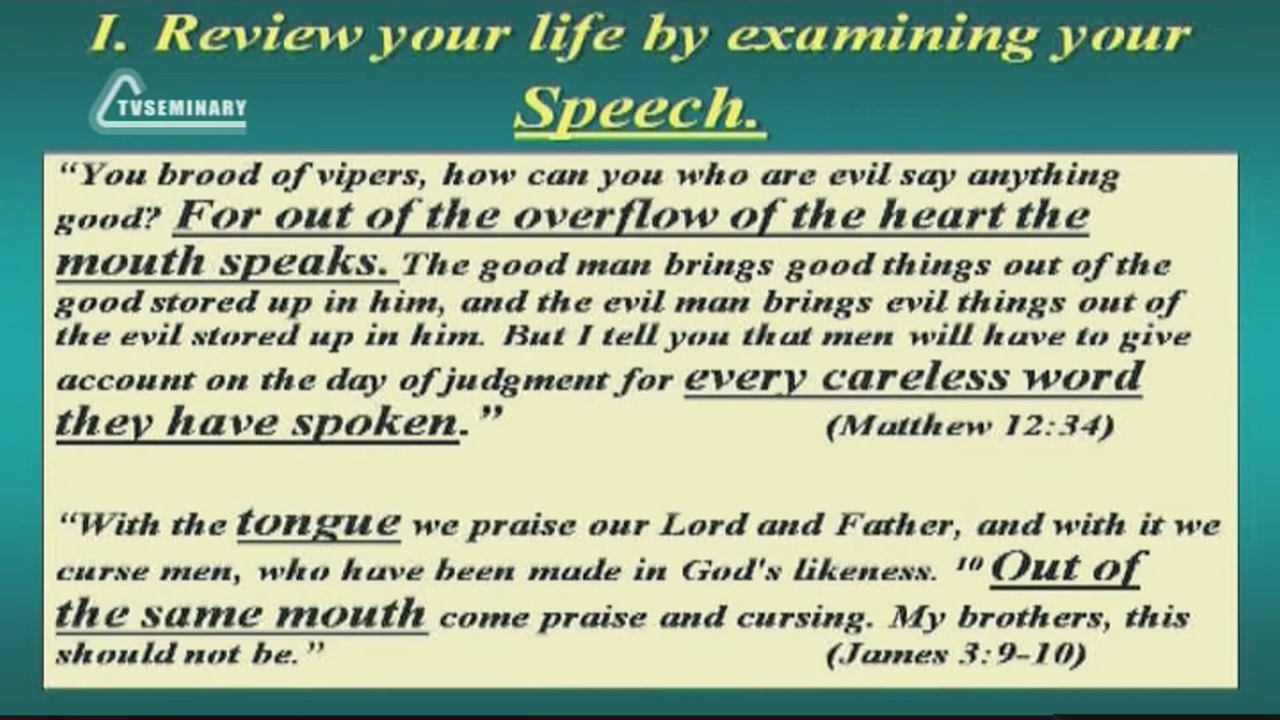 I. Review your life by examining your
Speech.
TVSEMINARY
“You brood of vipers, how can you who are evil say anything
good? For out of the overflow of the heart the
mouth speaks. The good man brings good things out of the
good stored up in him, and the evil man brings evil things out of
the evil stored up in him. But I tell you that men will have to give
account on the day of judgment for every careless word
they have spoken.” (Matthew 12:34)
“With the tongue we praise our Lord and Father, and with it we
curse men, who have been made in God's likeness. ¹⁰ Out of
the same mouth come praise and cursing. My brothers, this
should not be.” (James 3:9-10)